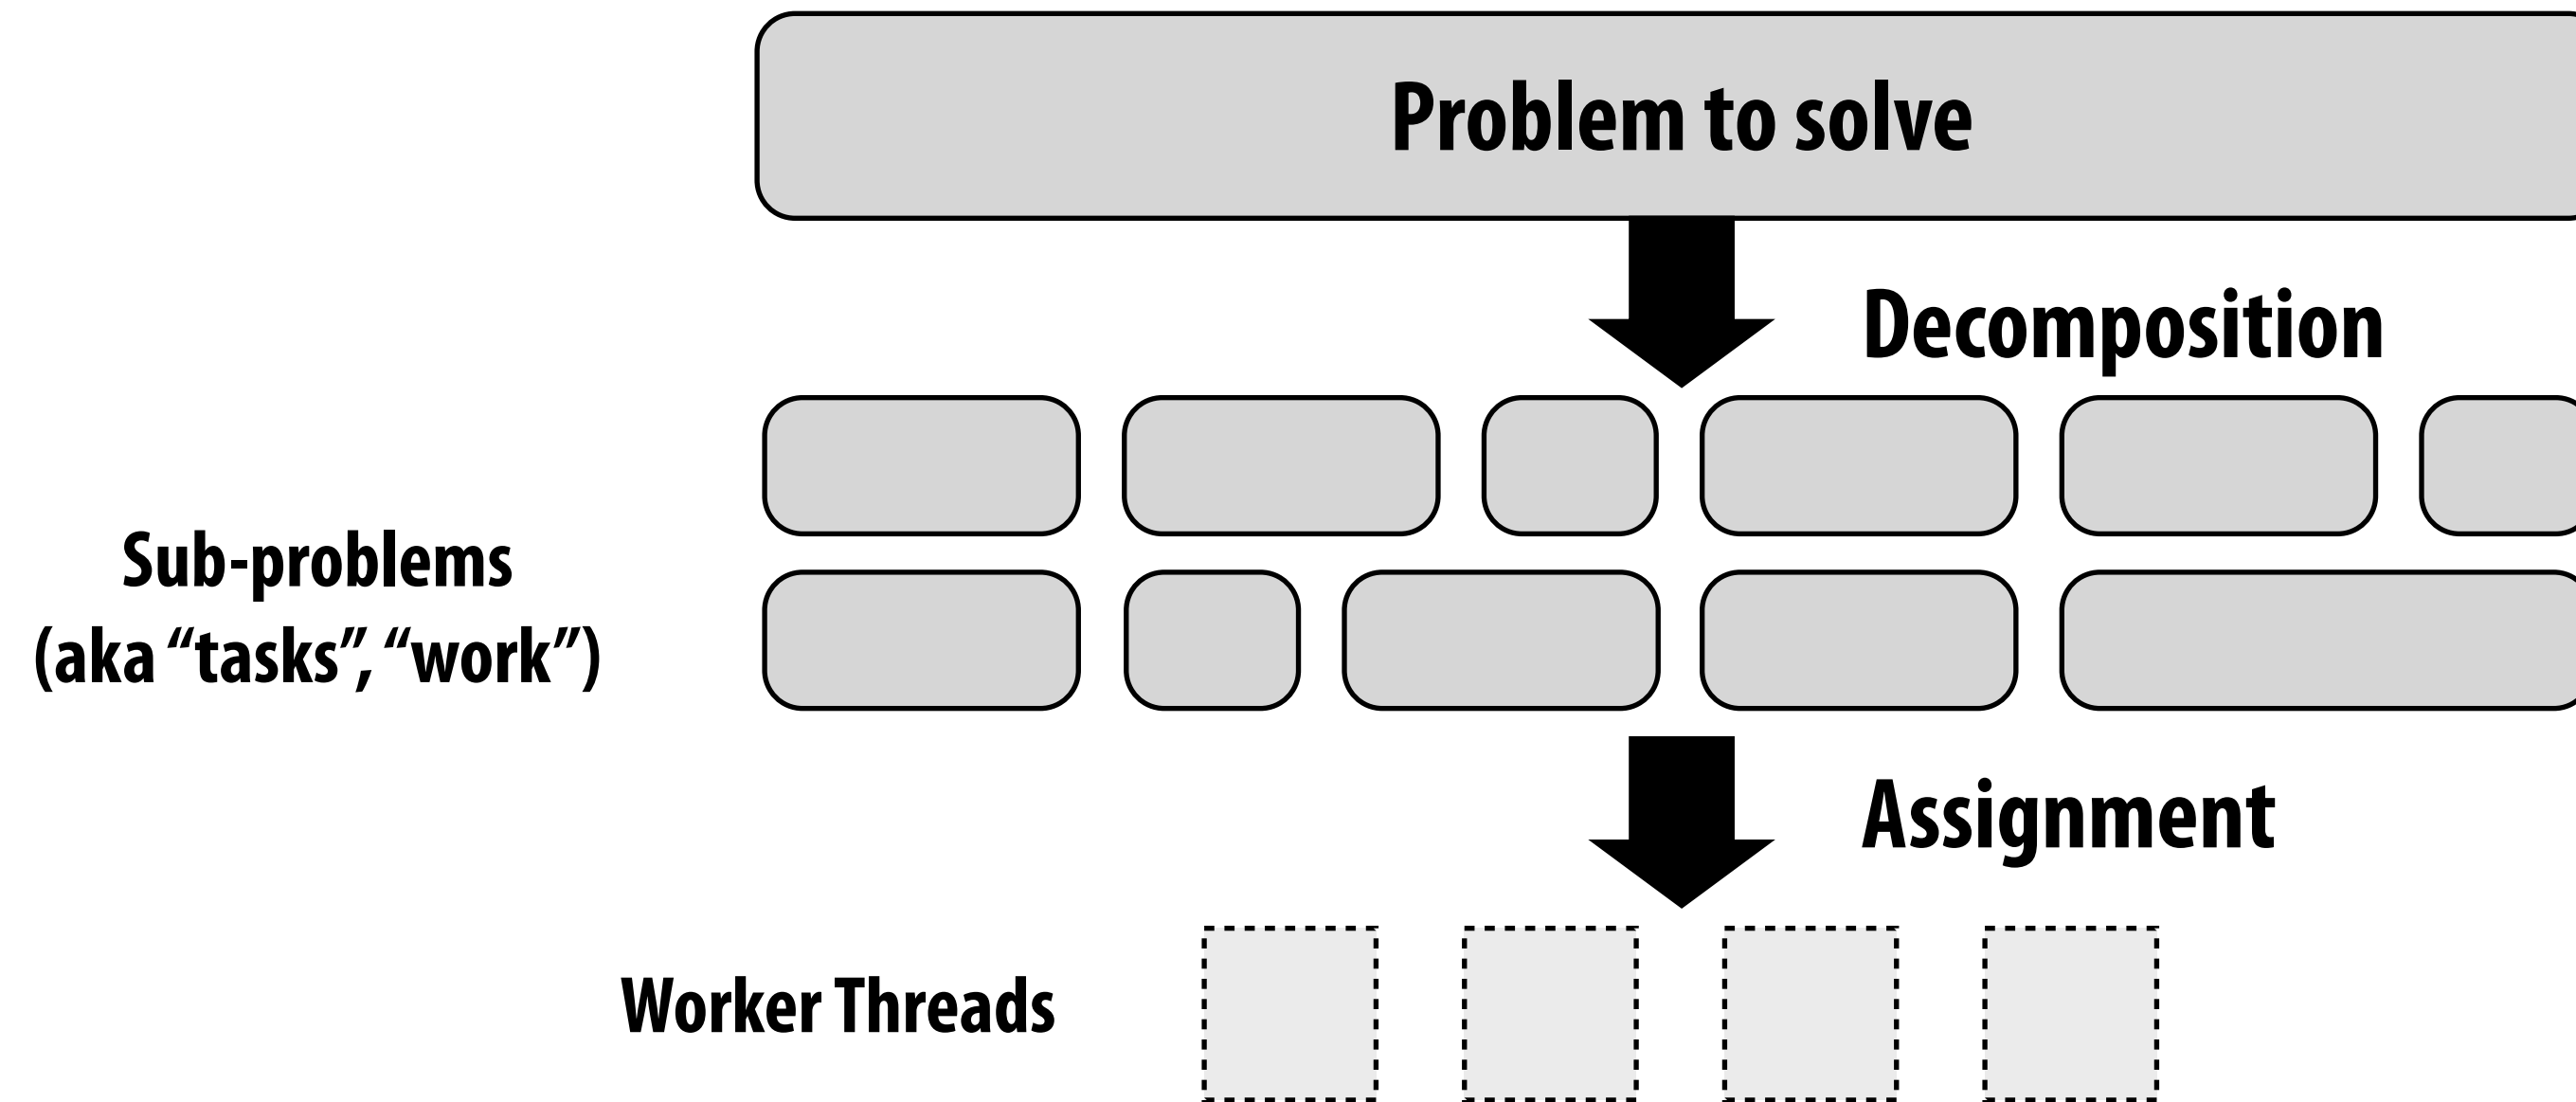 Problem to solve
Decomposition
Sub-problems
(aka “tasks”, “work”)
Assignment
Worker Threads